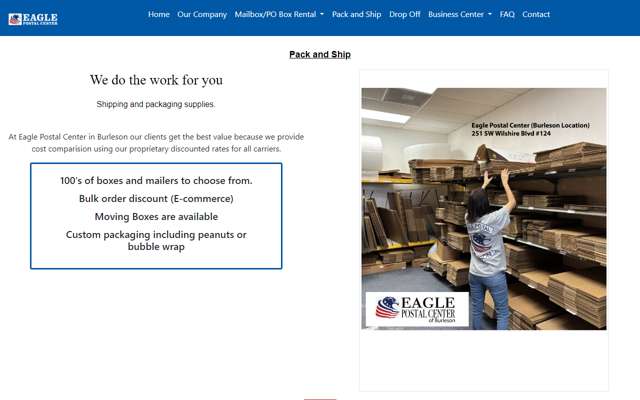 EAGLE
POSTAL CENTER
Home Our Company Mailbox/PO Box Rental Pack and Ship Drop Off Business Center FAQ Contact
Pack and Ship
We do the work for you
Shipping and packaging supplies.
At Eagle Postal Center in Burleson our clients get the best value because we provide
cost comparision using our proprietary discounted rates for all carriers.
100's of boxes and mailers to choose from.
Bulk order discount (E-commerce)
Moving Boxes are available
Custom packaging including peanuts or
bubble wrap
Eagle Postal Center (Burleson Location)
251 SW Wilshire Blvd #124
EAGLE
POSTAL CENTER
of Burleson